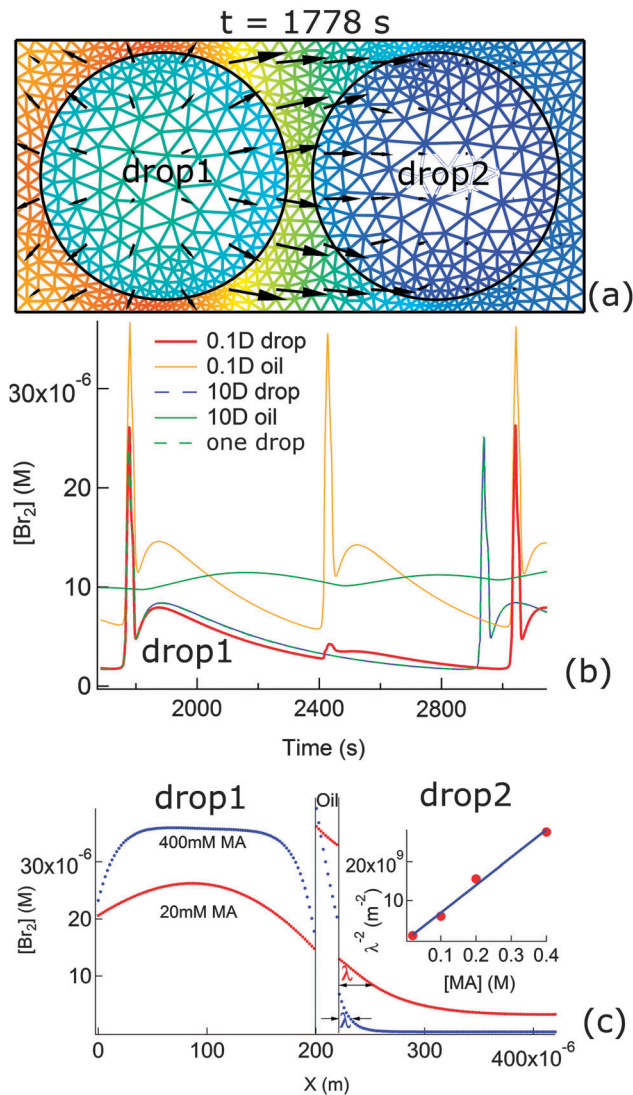 t = 1778 s
drop1
drop2
(a)
[Br₂] (M)
30x10⁻⁶
20
10
0
0.1D drop
0.1D oil
10D drop
10D oil
one drop
drop1
(b)
2000
2400
2800
Time (s)
drop1
Oil
drop2
[Br₂] (M)
30x10⁻⁶
20
10
400mM MA
20mM MA
λ
λ
λ⁻² (m⁻²)
20x10⁹
10
0.1
0.2
0.3
0.4
[MA] (M)
(c)
0
100
200
300
400x10⁻⁶
X (m)